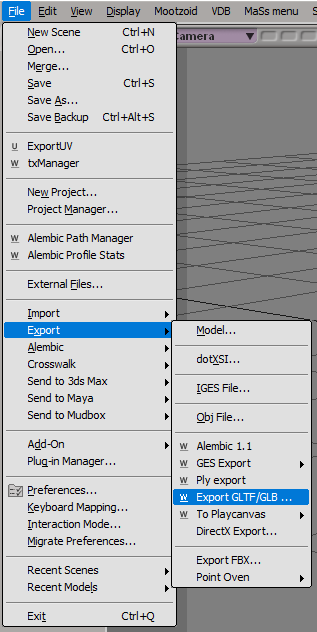 File Edit View Display Mootzoid VDB MaSs menu
Camera
New Scene Ctrl+N
Open... Ctrl+O
Merge...
Save Ctrl+S
Save As...
Save Backup Ctrl+Alt+S
ExportUV
txManager
New Project...
Project Manager...
Alembic Path Manager
Alembic Profile Stats
External Files...
Import
Export
Alembic
Crosswalk
Send to 3ds Max
Send to Maya
Send to Mudbox
Add-On
Plug-in Manager...
Preferences...
Keyboard Mapping...
Interaction Mode...
Migrate Preferences...
Recent Scenes
Recent Models
Exit Ctrl+Q
Model...
dotXSI...
IGES File...
Obj File...
Alembic 1.1
GES Export
Ply export
Export GLTF/GLB ...
To Playcanvas
DirectX Export...
Export FBX...
Point Oven